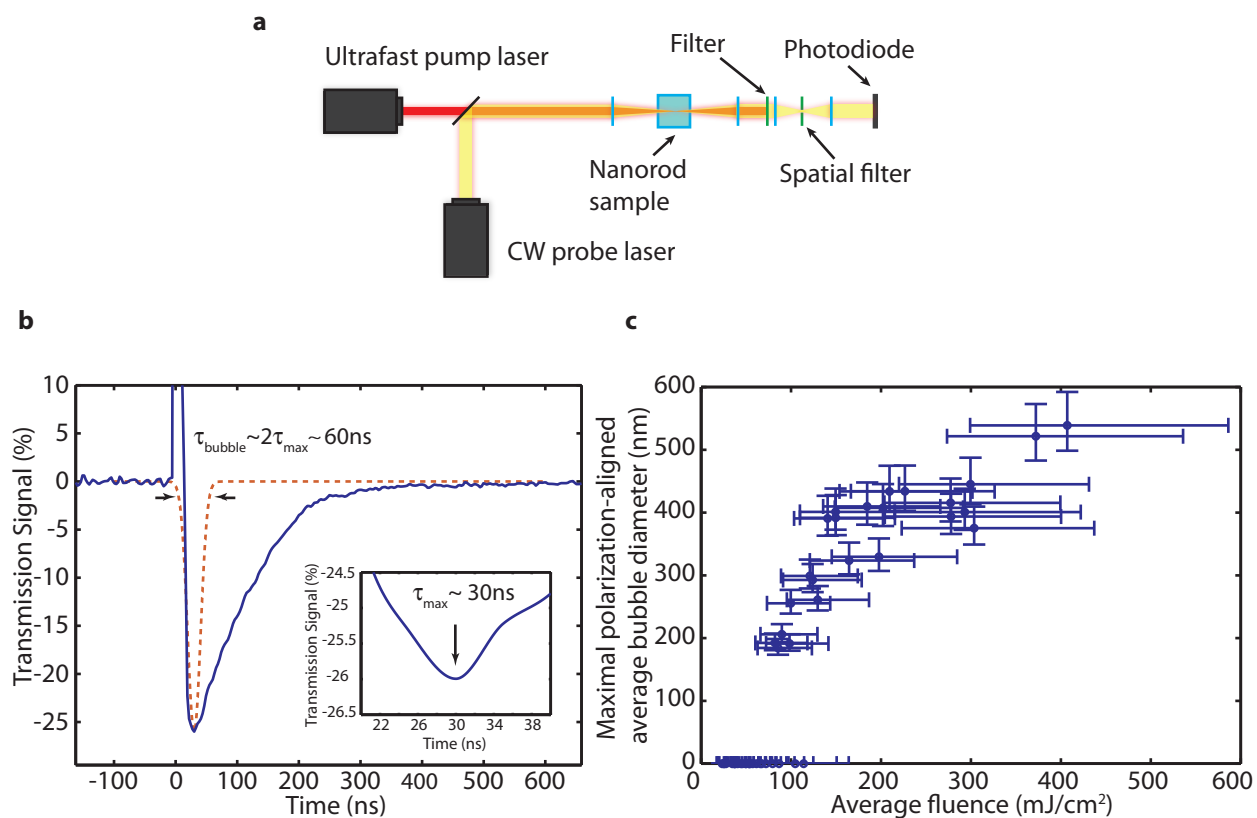 a
Ultrafast pump laser
Filter
Photodiode
Nanorod
sample
Spatial filter
CW probe laser
b
Transmission Signal (%)
10
5
0
-5
-10
-15
-20
-25
τbubble~2τmax~60ns
-100
0
100
200
300
400
500
600
Time (ns)
Transmission Signal (%)
-24.5
-25
-25.5
-26
-26.5
τmax~ 30ns
22
26
30
34
38
Time (ns)
c
Maximal polarization-aligned
average bubble diameter (nm)
600
500
400
300
200
100
0
0
100
200
300
400
500
600
Average fluence (mJ/cm²)